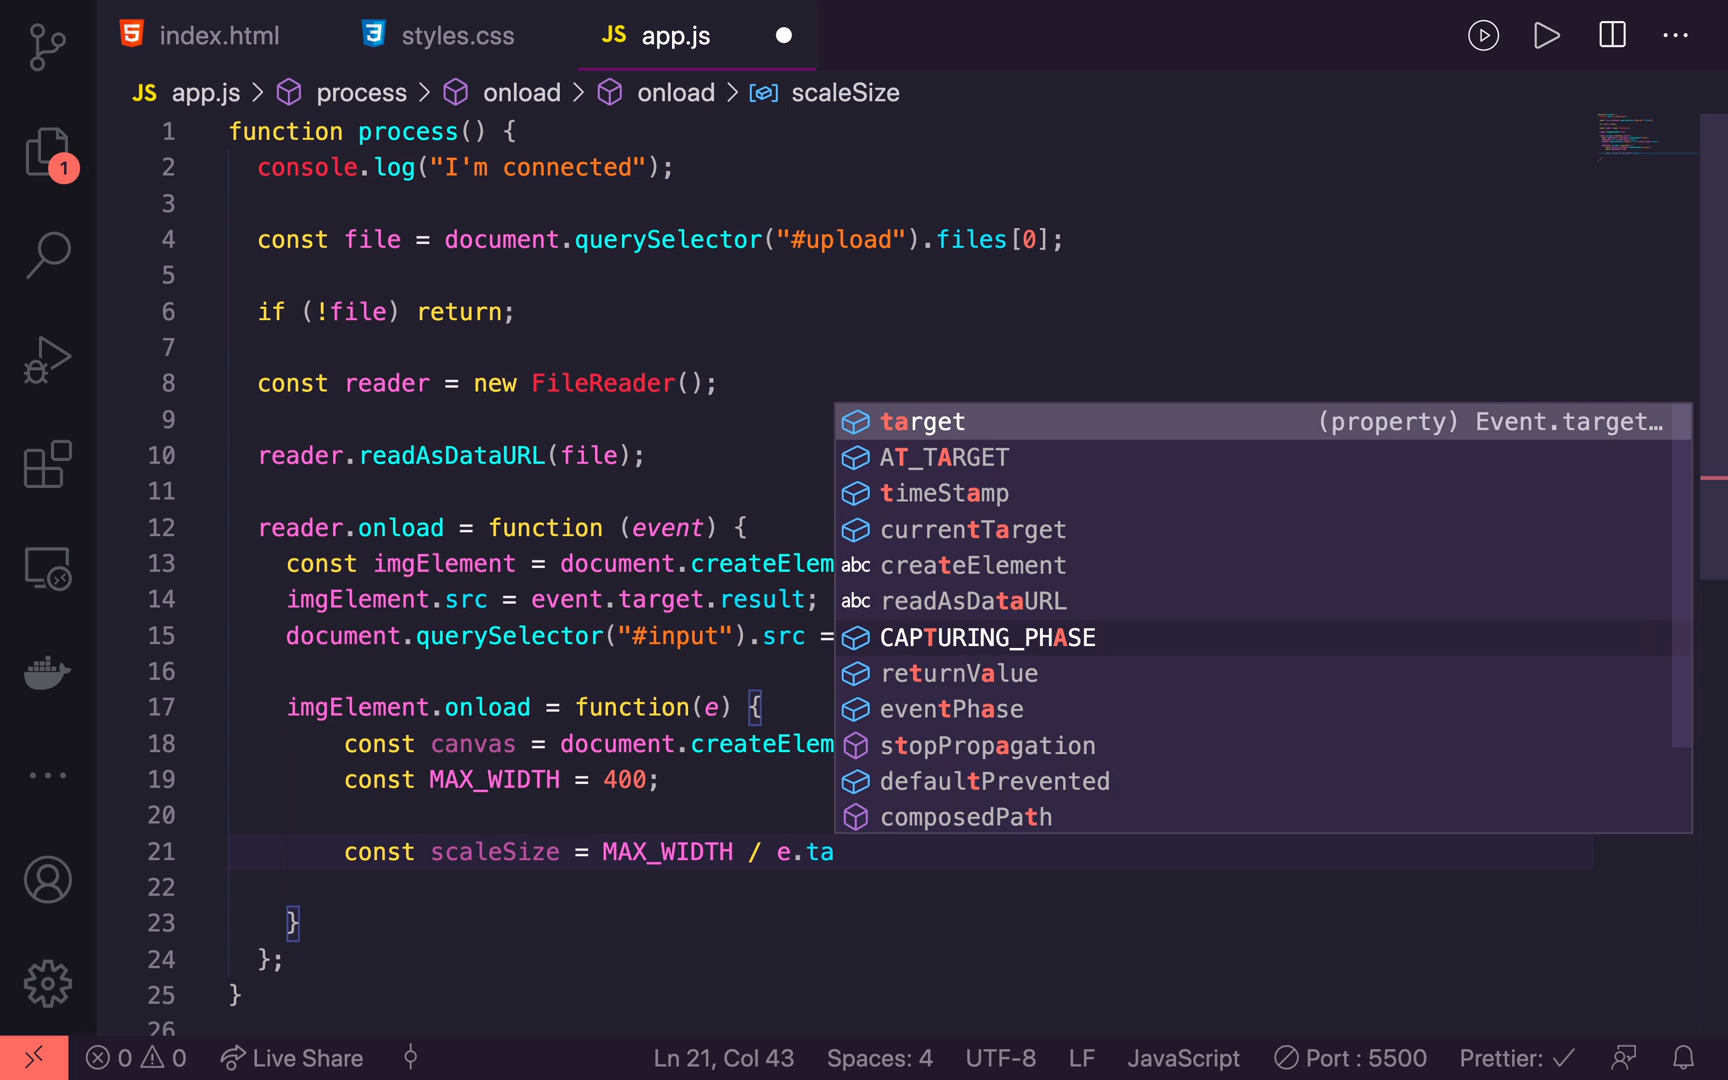 index.html styles.css JS app.js
JS app.js > process > onload > onload > scaleSize
1 function process() {
2 console.log("I'm connected");
3
4 const file = document.querySelector("#upload").files[0];
5
6 if (!file) return;
7
8 const reader = new FileReader();
9
10 reader.readAsDataURL(file);
11
12 reader.onload = function (event) {
13 const imgElement = document.createElem
14 imgElement.src = event.target.result;
15 document.querySelector("#input").src =
16
17 imgElement.onload = function(e) {
18 const canvas = document.createElem
19 const MAX_WIDTH = 400;
20
21 const scaleSize = MAX_WIDTH / e.ta
22
23 }
24 };
25 }
26
target (property) Event.target…
AT_TARGET
timeStamp
currentTarget
abc createElement
abc readAsDataURL
CAPTURING_PHASE
returnValue
eventPhase
stopPropagation
defaultPrevented
composedPath
1
0 0 Live Share Ln 21, Col 43 Spaces: 4 UTF-8 LF JavaScript Port : 5500 Prettier: ✓